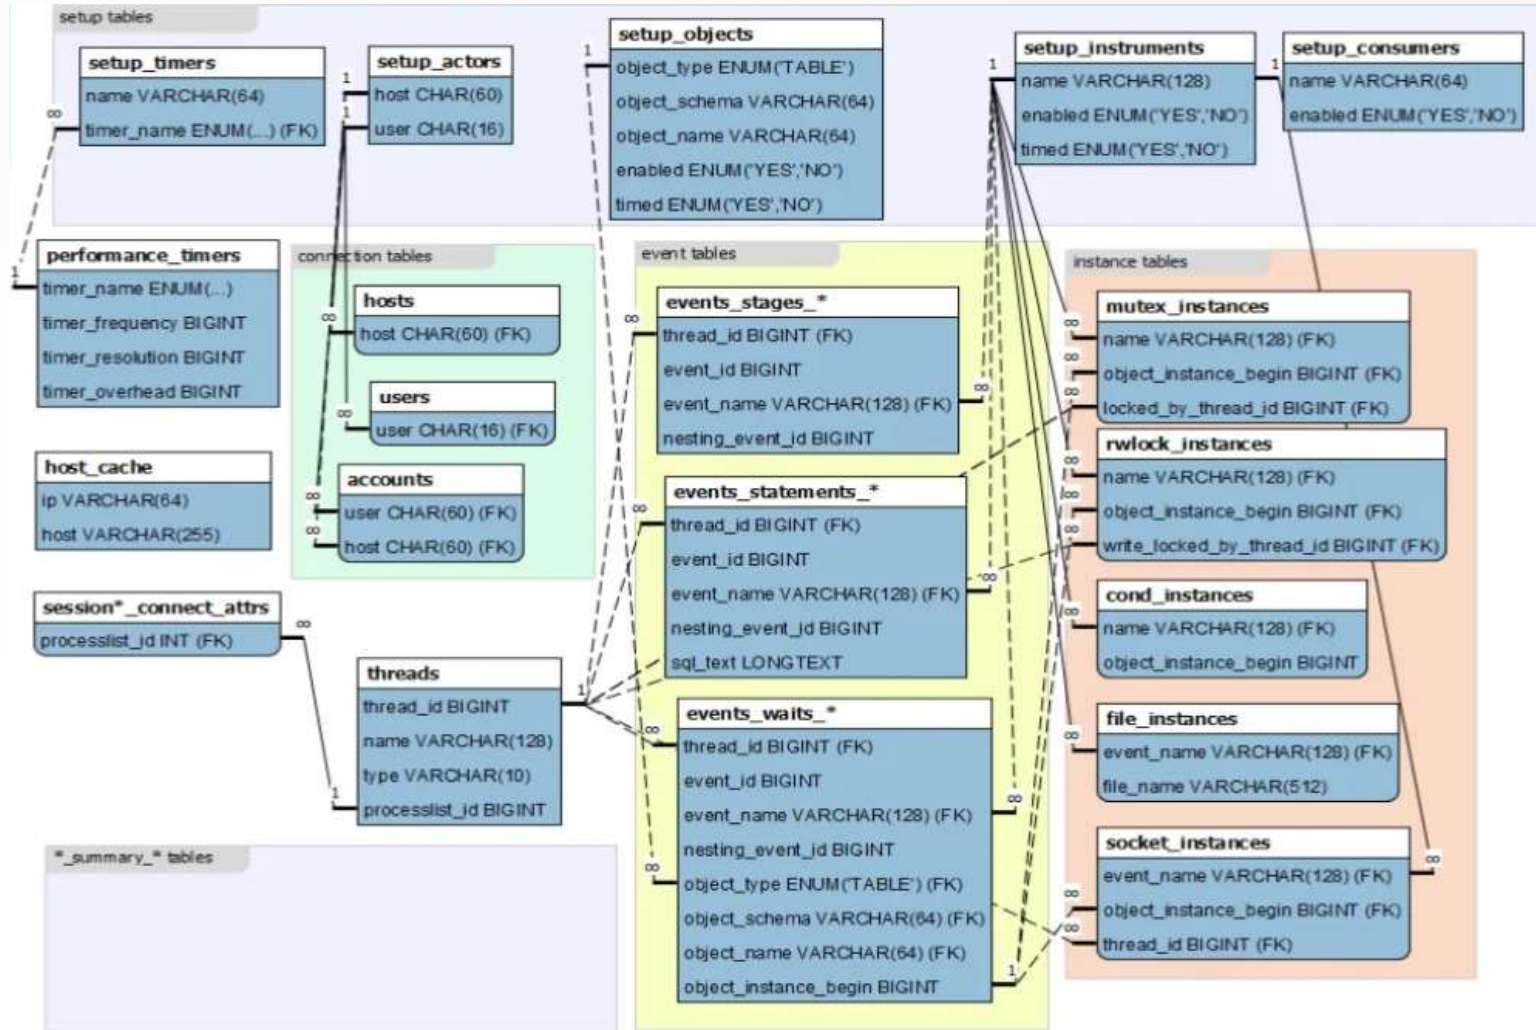 setup tables
setup_timers
name VARCHAR(64)
timer_name ENUM(...) (FK)
setup_actors
host CHAR(60)
user CHAR(16)
setup_objects
object_type ENUM('TABLE')
object_schema VARCHAR(64)
object_name VARCHAR(64)
enabled ENUM('YES','NO')
timed ENUM('YES','NO')
setup_instruments
name VARCHAR(128)
enabled ENUM('YES','NO')
timed ENUM('YES','NO')
setup_consumers
name VARCHAR(64)
enabled ENUM('YES','NO')
∞
1
1
1
1
1
1
performance_timers
timer_name ENUM(...)
timer_frequency BIGINT
timer_resolution BIGINT
timer_overhead BIGINT
host_cache
ip VARCHAR(64)
host VARCHAR(255)
session*_connect_attrs
processlist_id INT (FK)
∞
connection tables
hosts
∞
host CHAR(60) (FK)
users
∞
user CHAR(16) (FK)
accounts
∞
user CHAR(60) (FK)
∞
host CHAR(60) (FK)
threads
thread_id BIGINT
1
name VARCHAR(128)
type VARCHAR(10)
1
processlist_id BIGINT
*_summary_* tables
event tables
events_stages_*
∞
thread_id BIGINT (FK)
event_id BIGINT
event_name VARCHAR(128) (FK)
∞
nesting_event_id BIGINT
events_statements_*
∞
thread_id BIGINT (FK)
event_id BIGINT
event_name VARCHAR(128) (FK)
∞
nesting_event_id BIGINT
sql_text LONGTEXT
events_waits_*
∞
thread_id BIGINT (FK)
event_id BIGINT
event_name VARCHAR(128) (FK)
∞
nesting_event_id BIGINT
∞
object_type ENUM('TABLE') (FK)
object_schema VARCHAR(64) (FK)
object_name VARCHAR(64) (FK)
object_instance_begin BIGINT
1
instance tables
mutex_instances
∞
name VARCHAR(128) (FK)
∞
object_instance_begin BIGINT (FK)
∞
locked_by_thread_id BIGINT (FK)
rwlock_instances
∞
name VARCHAR(128) (FK)
∞
object_instance_begin BIGINT (FK)
∞
write_locked_by_thread_id BIGINT (FK)
cond_instances
∞
name VARCHAR(128) (FK)
object_instance_begin BIGINT
file_instances
∞
event_name VARCHAR(128) (FK)
file_name VARCHAR(512)
socket_instances
event_name VARCHAR(128) (FK)
∞
∞
object_instance_begin BIGINT (FK)
∞
thread_id BIGINT (FK)